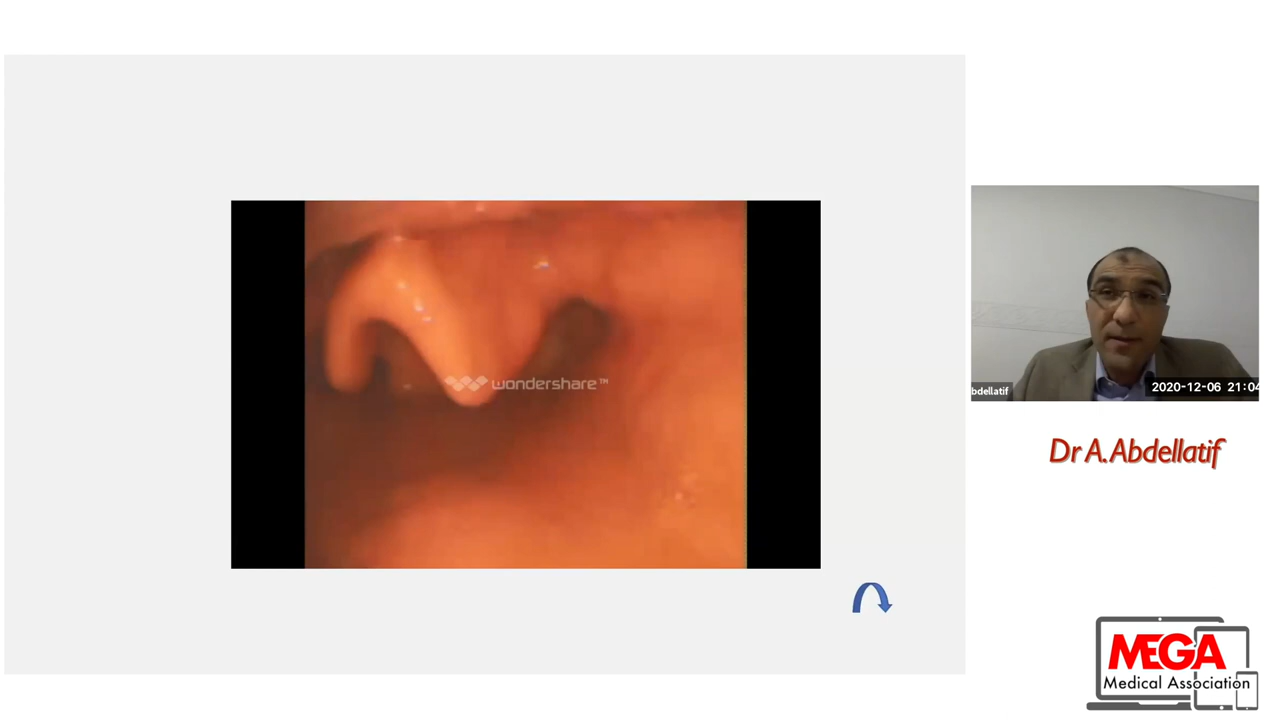 wondershare™
bdellatif
2020-12-06 21:04
Dr A.Abdellatif
MEGA
Medical Association